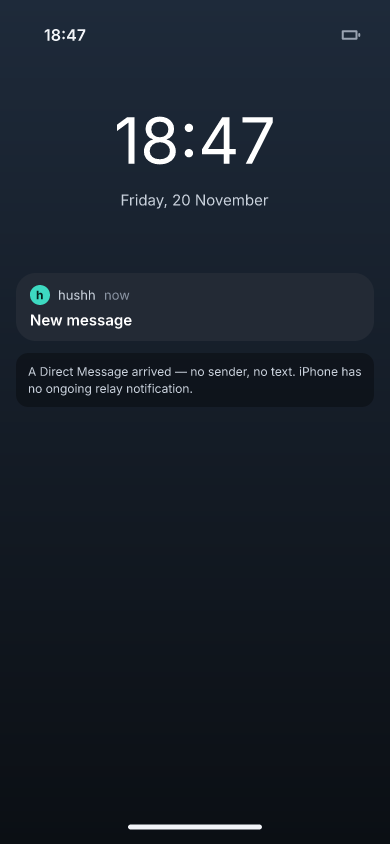 18:47
18:47
Friday, 20 November
h hushh now
New message
A Direct Message arrived — no sender, no text. iPhone has
no ongoing relay notification.